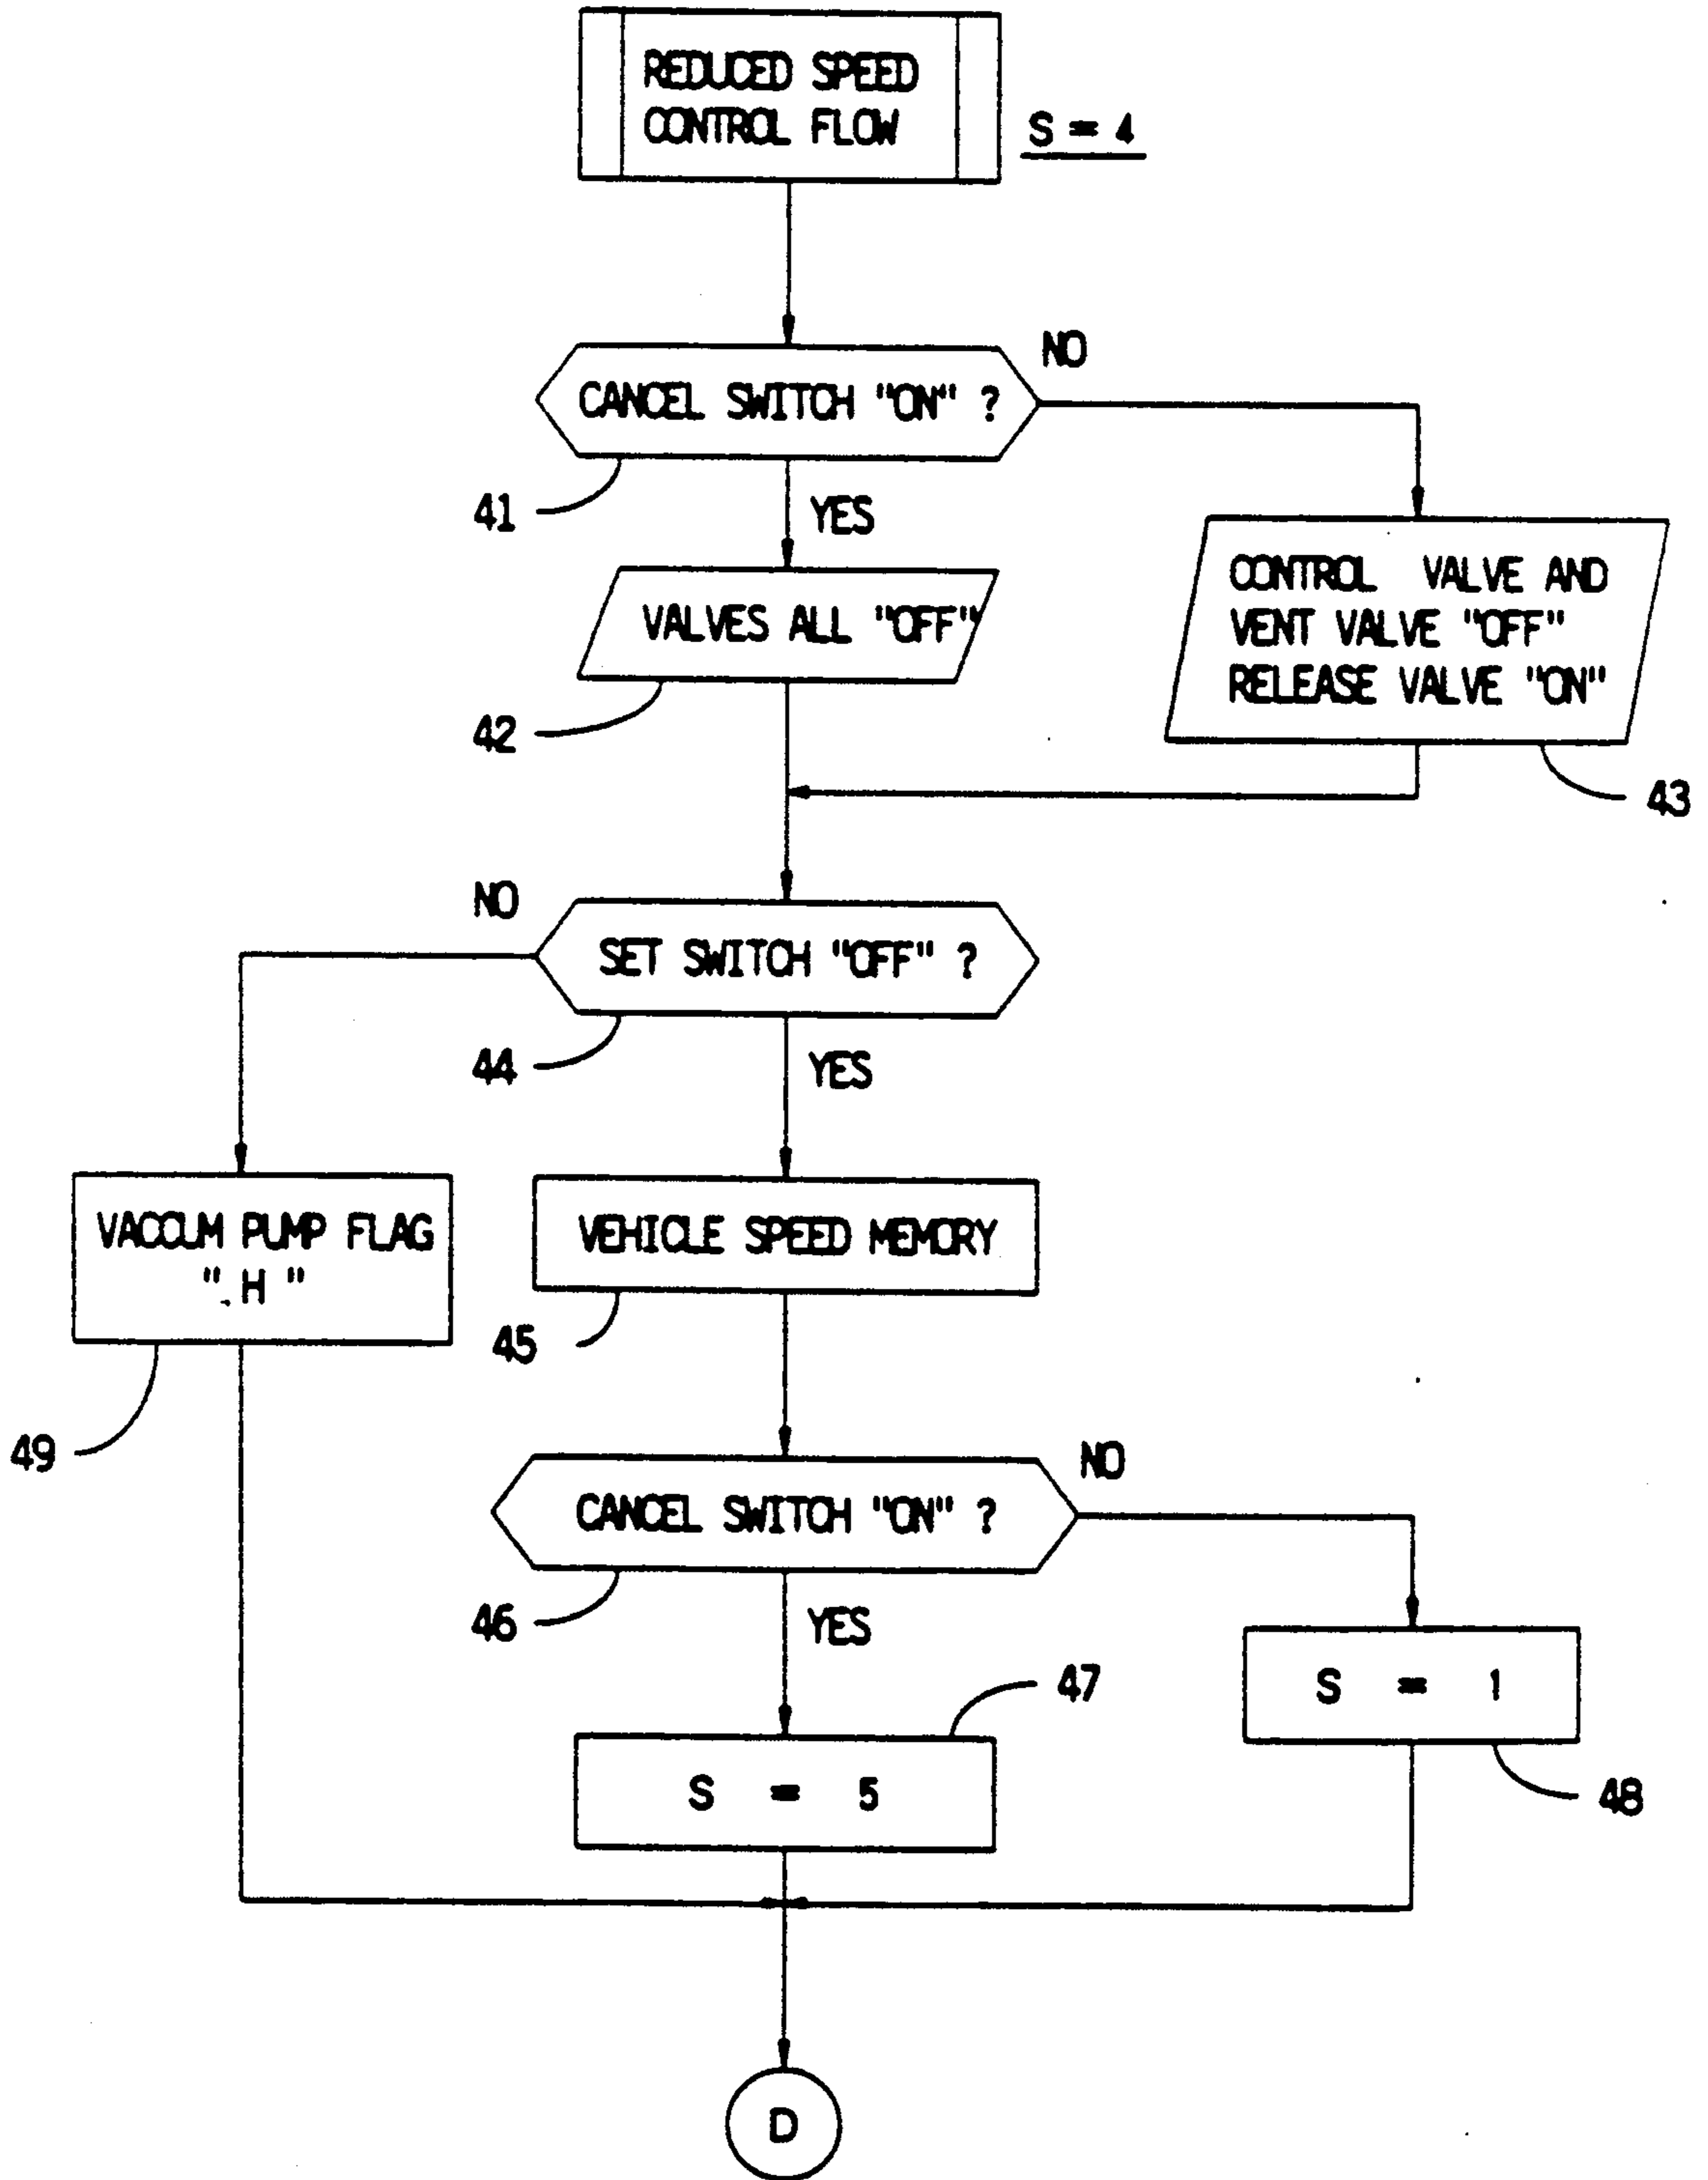 REDUCED SPEED
CONTROL FLOW
S = 4
CANCEL SWITCH "ON" ?
NO
41
YES
VALVES ALL "OFF"
42
CONTROL VALVE AND
VENT VALVE "OFF"
RELEASE VALVE "ON"
43
NO
SET SWITCH "OFF" ?
44
YES
VACCUM PUMP FLAG
" H "
49
VEHICLE SPEED MEMORY
45
CANCEL SWITCH "ON" ?
NO
46
YES
47
S = 5
S = 1
48
D